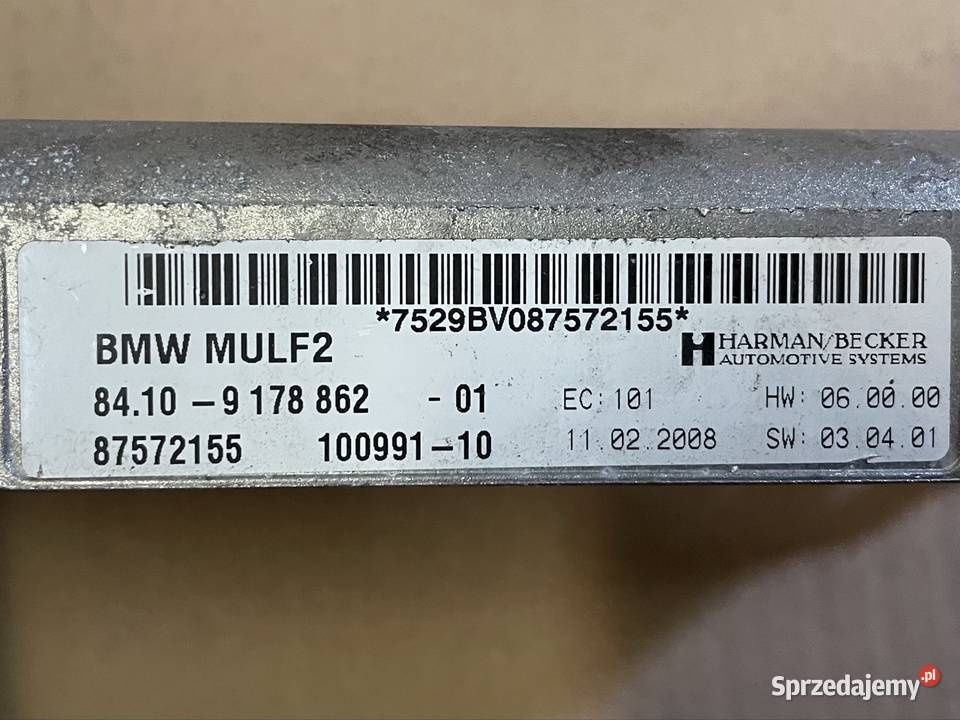 *7529BV087572155*
BMW MULF2
HARMAN/BECKER
AUTOMOTIVE SYSTEMS
84.10 - 9 178 862 - 01 EC: 101 HW: 06.00.00
87572155 100991-10 11.02.2008 SW: 03.04.01
Sprzedajemy.pl